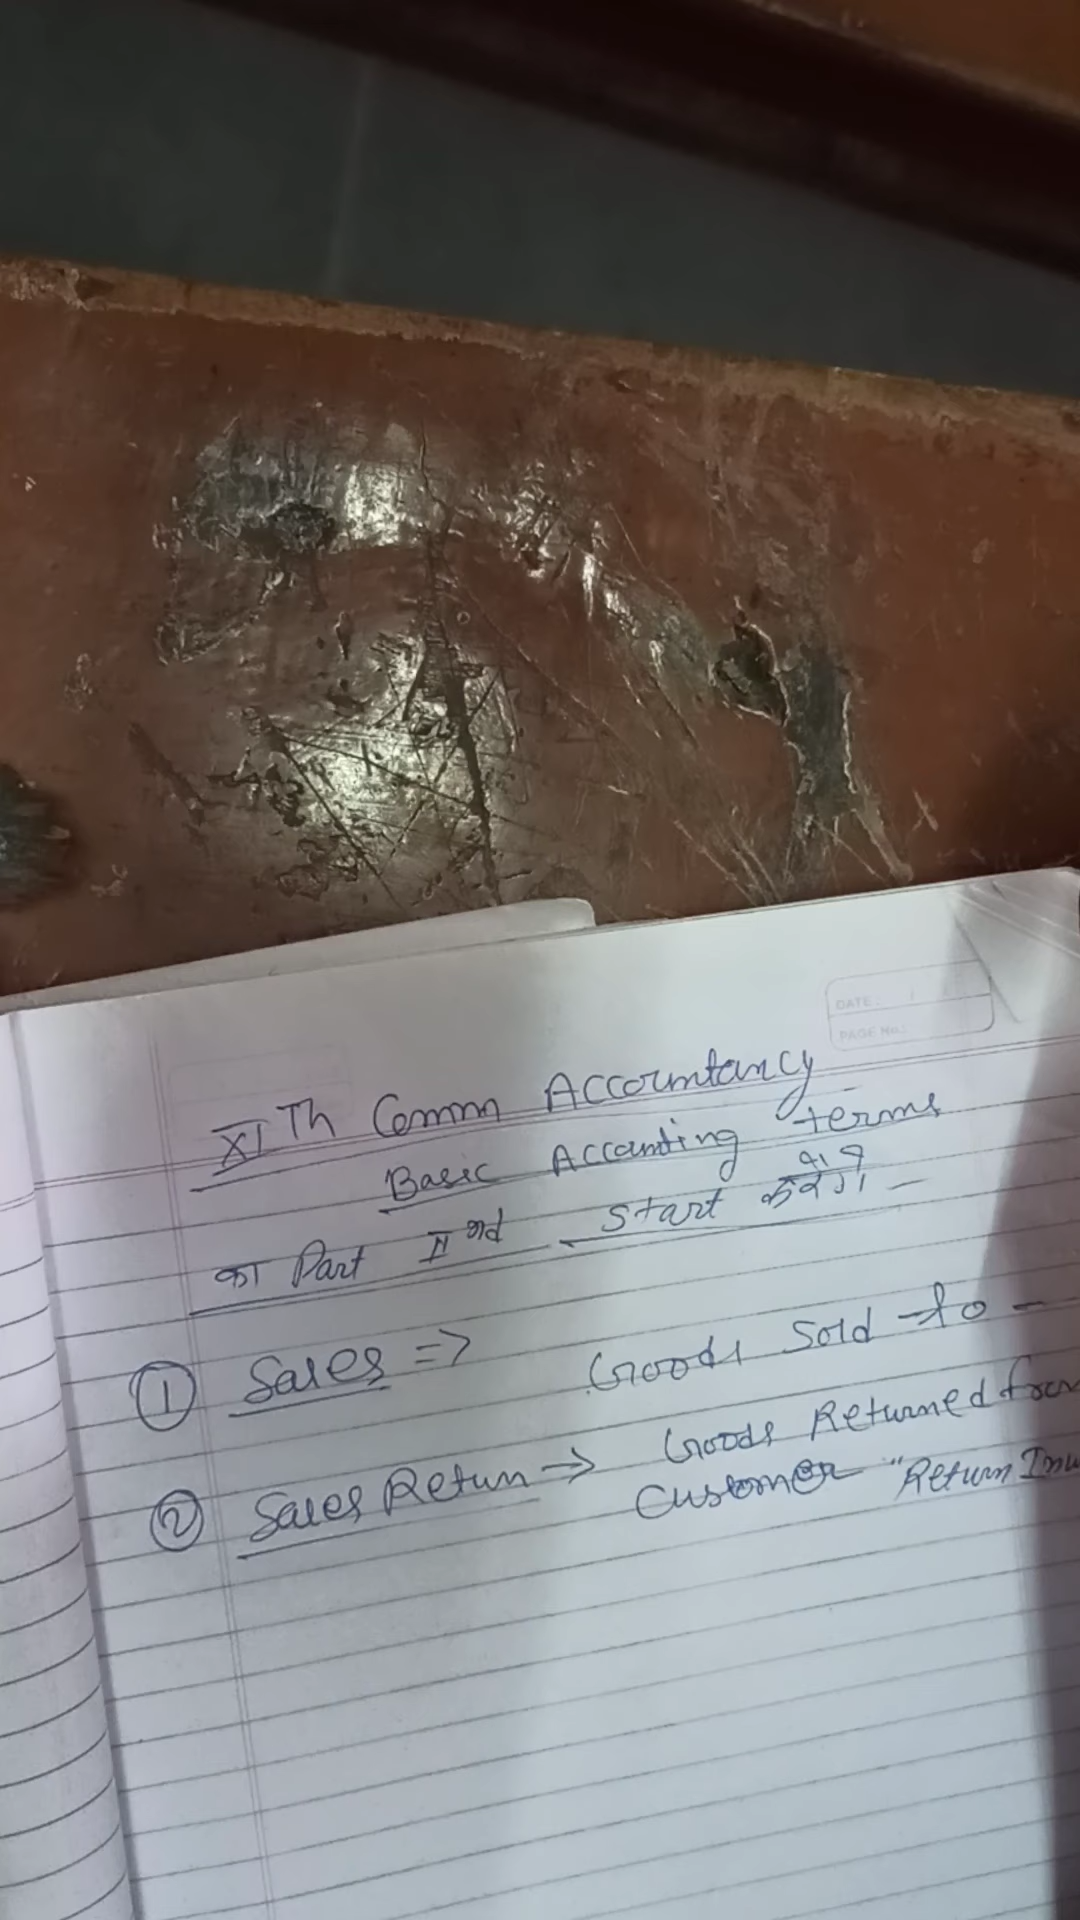 DATE:
PAGE No.:
XI Th Comm Accountancy
Basic Accounting terms
का Part II nd Start करेंगे
① Sales => Goods Sold to -
② Sales Return → Goods Returned from
Customer "Return